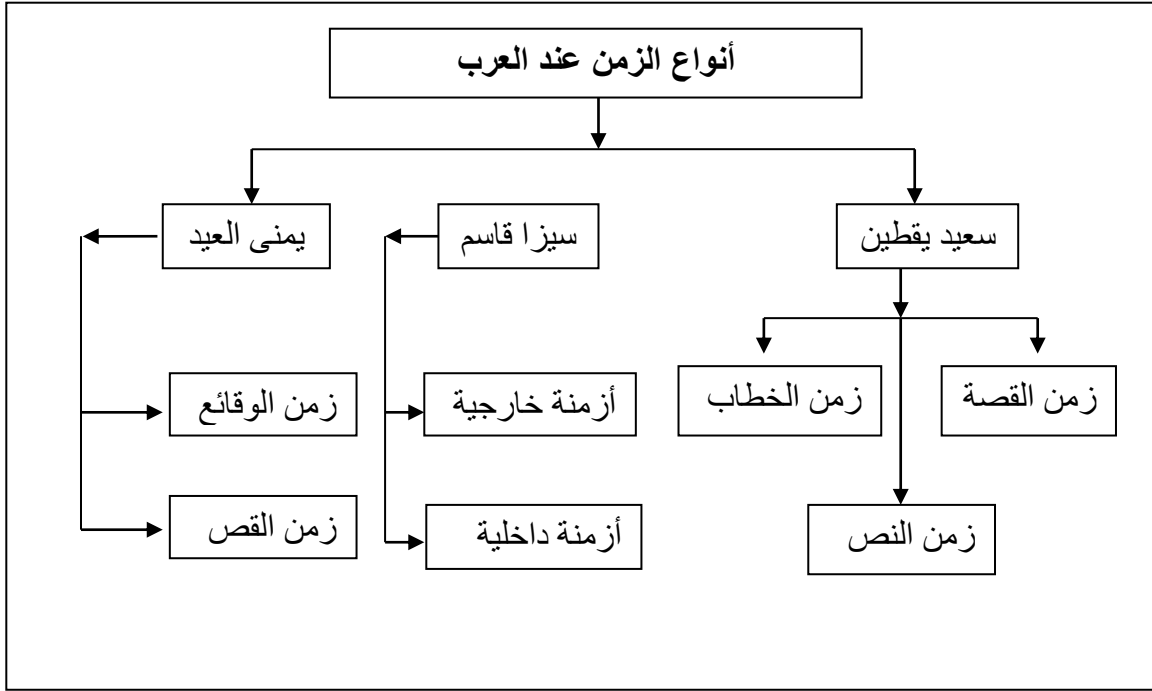 أنواع الزمن عند العرب
سعيد يقطين
سيزا قاسم
يمنى العيد
زمن القصة
زمن الخطاب
أزمنة خارجية
زمن الوقائع
زمن النص
أزمنة داخلية
زمن القص